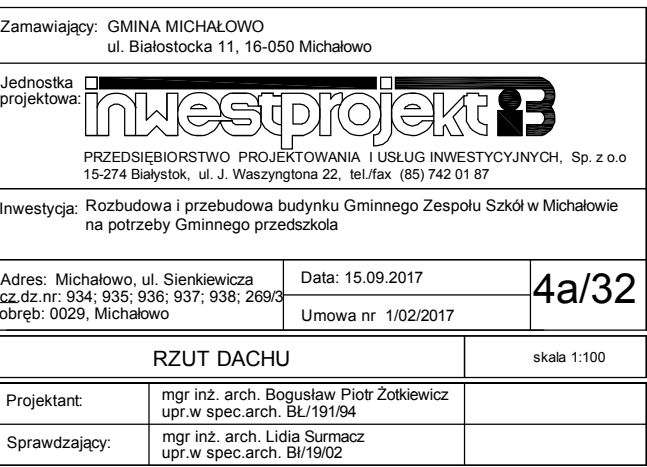 Zamawiający: GMINA MICHAŁOWO
ul. Białostocka 11, 16-050 Michałowo
Jednostka
projektowa:
inwestprojekt iB
PRZEDSIĘBIORSTWO PROJEKTOWANIA I USŁUG INWESTYCYJNYCH, Sp. z o.o
15-274 Białystok, ul. J. Waszyngtona 22, tel./fax (85) 742 01 87
Inwestycja: Rozbudowa i przebudowa budynku Gminnego Zespołu Szkół w Michałowie
na potrzeby Gminnego przedszkola
Adres: Michałowo, ul. Sienkiewicza
cz.dz.nr: 934; 935; 936; 937; 938; 269/3
obręb: 0029, Michałowo
Data: 15.09.2017
Umowa nr 1/02/2017
4a/32
RZUT DACHU
skala 1:100
Projektant:
mgr inż. arch. Bogusław Piotr Żotkiewicz
upr.w spec.arch. BŁ/191/94
Sprawdzający:
mgr inż. arch. Lidia Surmacz
upr.w spec.arch. Bł/19/02